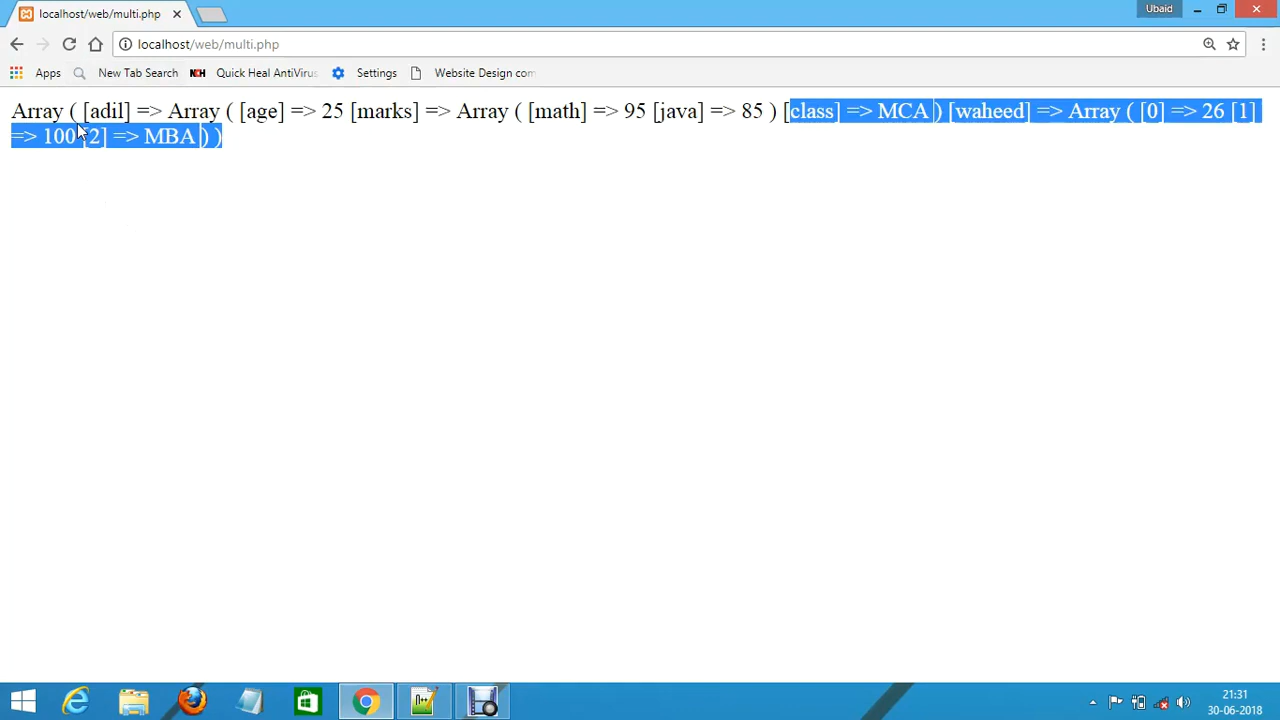 localhost/web/multi.php
Ubaid
localhost/web/multi.php
Apps
New Tab Search
NCH
Quick Heal AntiVirus
Settings
Website Design com
Array ( [adil] => Array ( [age] => 25 [marks] => Array ( [math] => 95 [java] => 85 ) [class] => MCA ) [waheed] => Array ( [0] => 26 [1]
=> 100 [2] => MBA ) )
21:31
30-06-2018